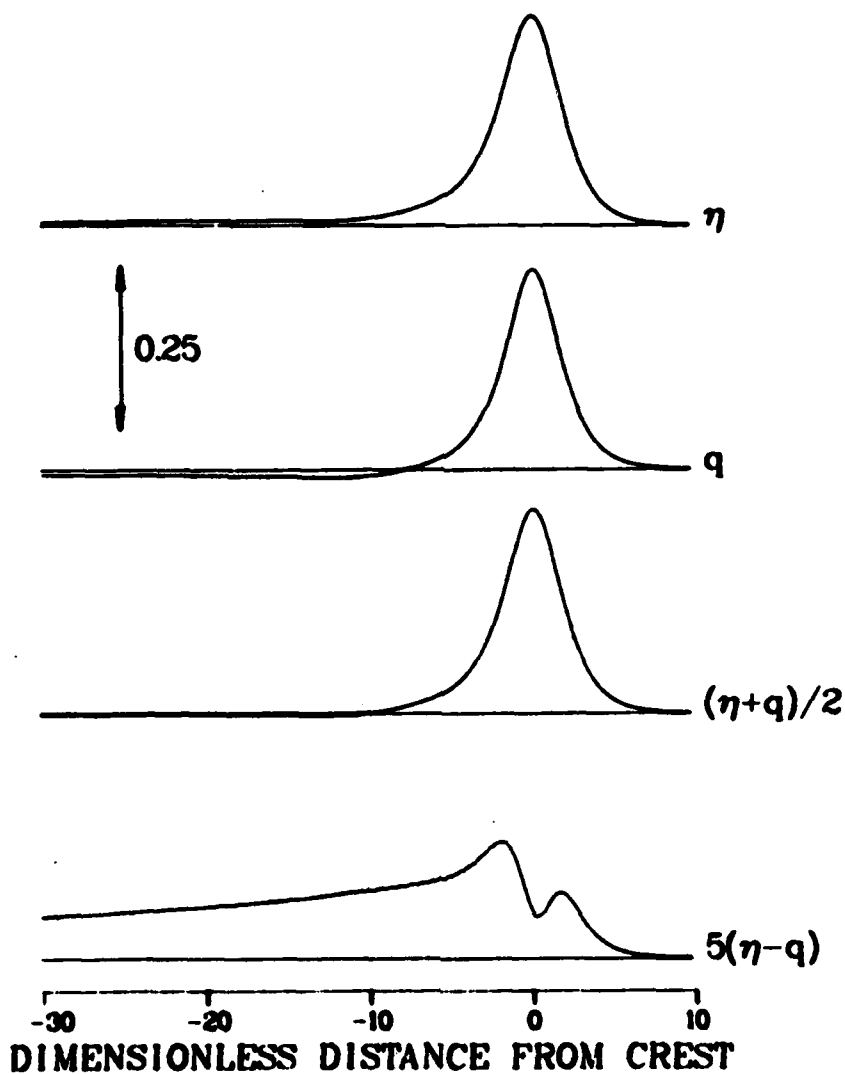 η
0.25
q
(η+q)/2
5(η-q)
-30 -20 -10 0 10
DIMENSIONLESS DISTANCE FROM CREST